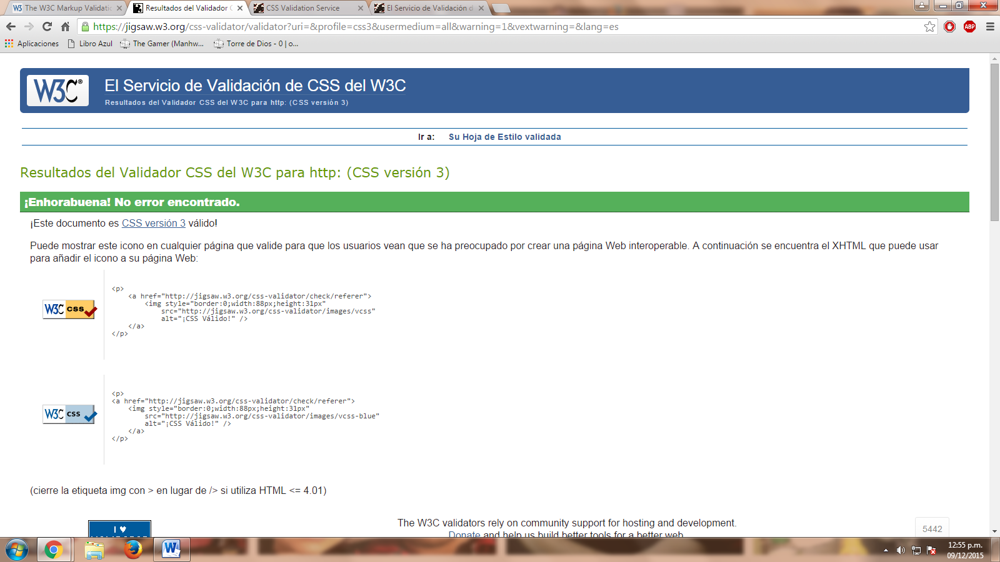 The W3C Markup Validatio
Resultados del Validador C
CSS Validation Service
El Servicio de Validación d
https://jigsaw.w3.org/css-validator/validator?uri=&profile=css3&usermedium=all&warning=1&vextwarning=&lang=es
ABP
Aplicaciones
Libro Azul
The Gamer (Manhw...
Torre de Dios - 0 | o...
W3C®
El Servicio de Validación de CSS del W3C
Resultados del Validador CSS del W3C para http: (CSS versión 3)
Ir a: Su Hoja de Estilo validada
Resultados del Validador CSS del W3C para http: (CSS versión 3)
¡Enhorabuena! No error encontrado.
¡Este documento es CSS versión 3 válido!
Puede mostrar este icono en cualquier página que valide para que los usuarios vean que se ha preocupado por crear una página Web interoperable. A continuación se encuentra el XHTML que puede usar
para añadir el icono a su página Web:
W3C CSS
<p>
<a href="http://jigsaw.w3.org/css-validator/check/referer">
<img style="border:0;width:88px;height:31px"
src="http://jigsaw.w3.org/css-validator/images/vcss"
alt="¡CSS Válido!" />
</a>
</p>
W3C CSS
<p>
<a href="http://jigsaw.w3.org/css-validator/check/referer">
<img style="border:0;width:88px;height:31px"
src="http://jigsaw.w3.org/css-validator/images/vcss-blue"
alt="¡CSS Válido!" />
</a>
</p>
(cierre la etiqueta img con > en lugar de /> si utiliza HTML <= 4.01)
I ♥
The W3C validators rely on community support for hosting and development.
Donate and help us build better tools for a better web.
5442
12:55 p.m.
09/12/2015